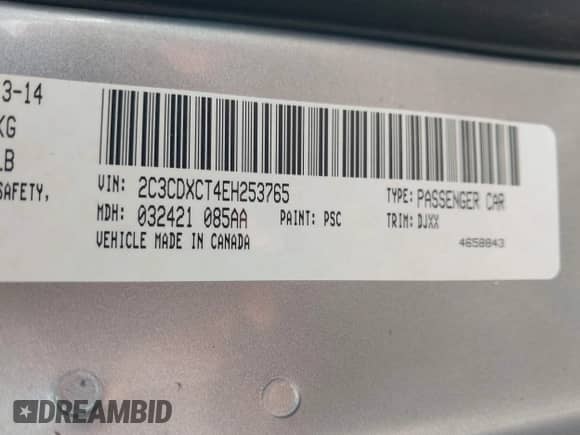 3-14
KG
LB
SAFETY,
VIN: 2C3CDXCT4EH253765
TYPE: PASSENGER CAR
MDH: 032421 085AA PAINT: PSC
TRIM: DJXX
VEHICLE MADE IN CANADA
4658843
DREAMBID